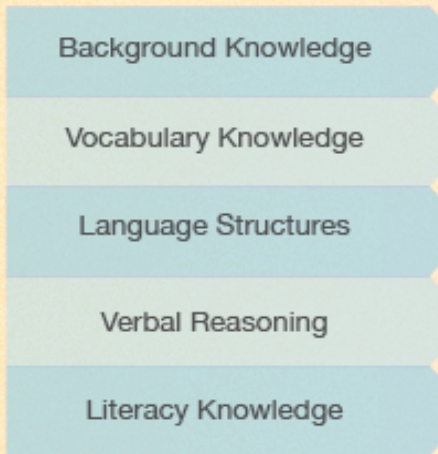 Background Knowledge
Vocabulary Knowledge
Language Structures
Verbal Reasoning
Literacy Knowledge